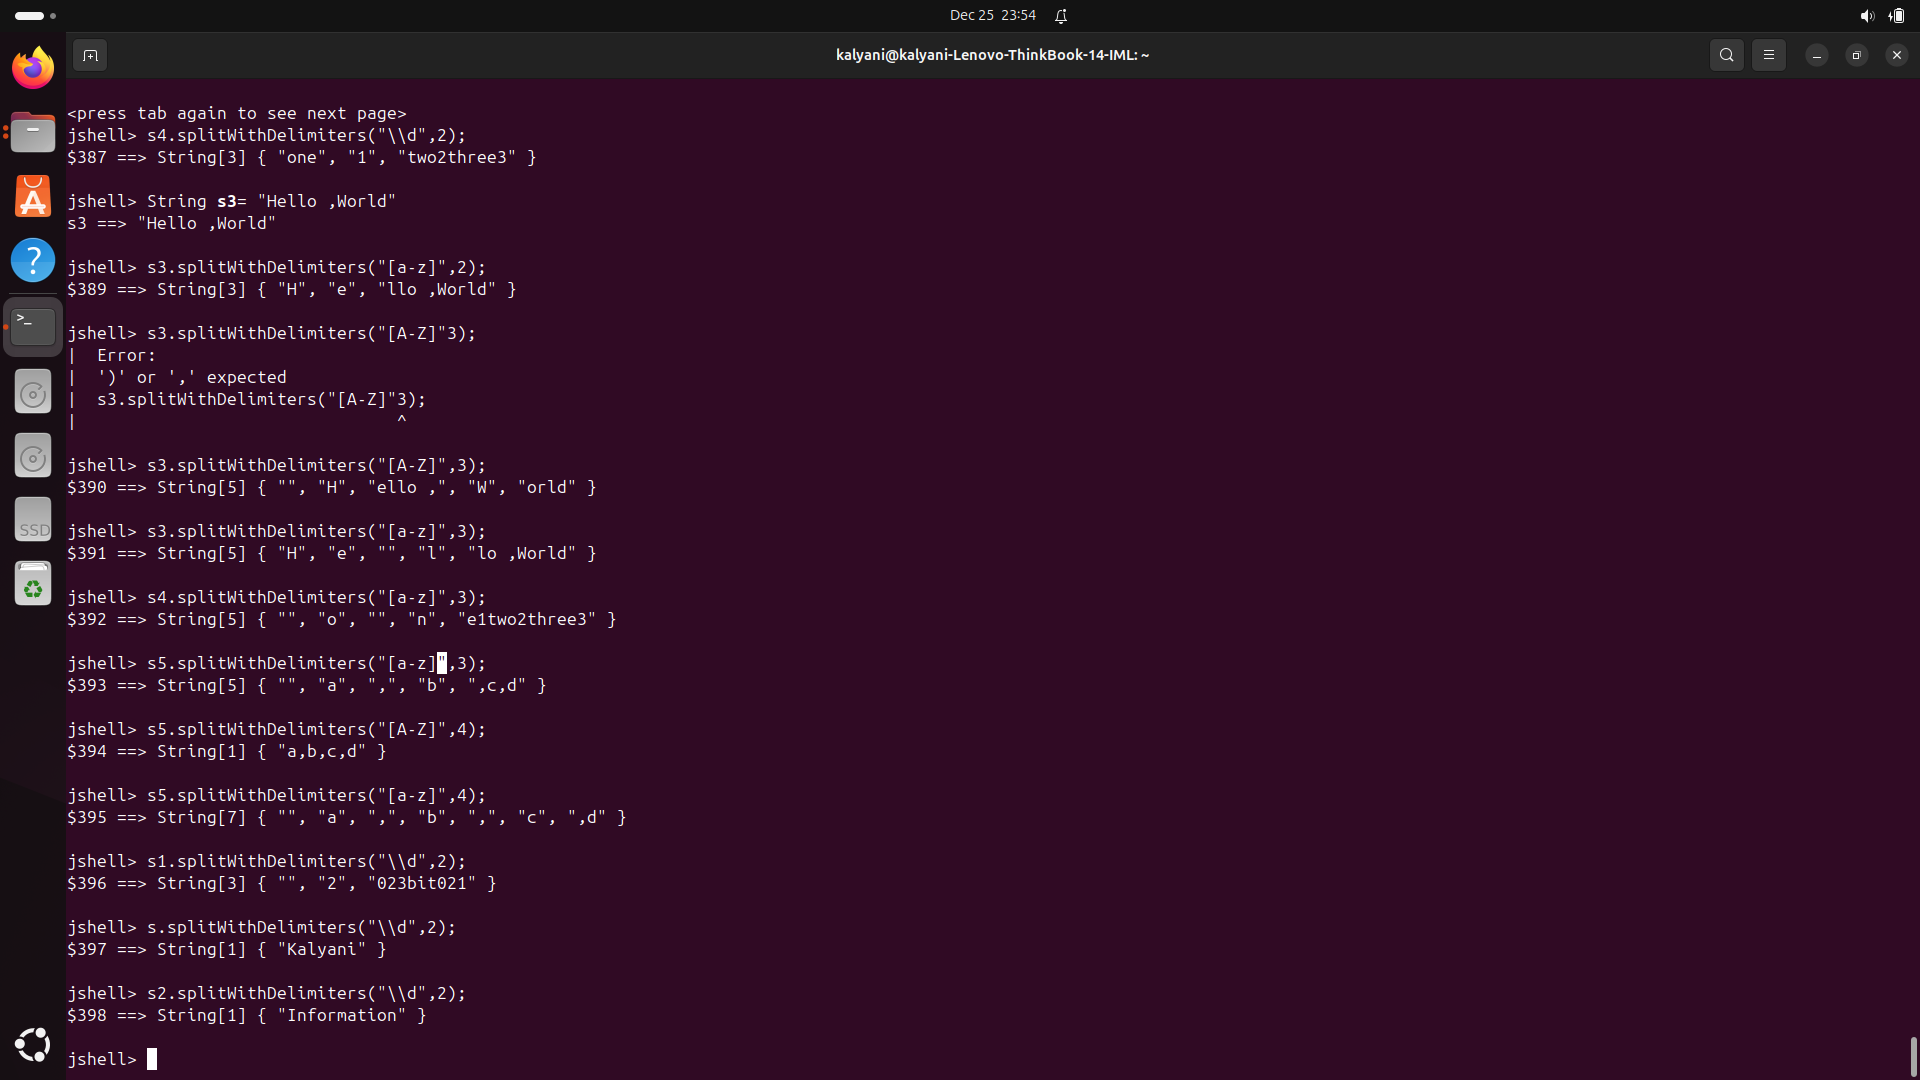 Dec 25 23:54
kalyani@kalyani-Lenovo-ThinkBook-14-IML: ~
<press tab again to see next page>
jshell> s4.splitWithDelimiters("\\d",2);
$387 ==> String[3] { "one", "1", "two2three3" }
jshell> String s3= "Hello ,World"
s3 ==> "Hello ,World"
jshell> s3.splitWithDelimiters("[a-z]",2);
$389 ==> String[3] { "H", "e", "llo ,World" }
jshell> s3.splitWithDelimiters("[A-Z]"3);
|  Error:
|  ')' or ',' expected
|  s3.splitWithDelimiters("[A-Z]"3);
|                                ^
jshell> s3.splitWithDelimiters("[A-Z]",3);
$390 ==> String[5] { "", "H", "ello ,", "W", "orld" }
jshell> s3.splitWithDelimiters("[a-z]",3);
$391 ==> String[5] { "H", "e", "", "l", "lo ,World" }
jshell> s4.splitWithDelimiters("[a-z]",3);
$392 ==> String[5] { "", "o", "", "n", "e1two2three3" }
jshell> s5.splitWithDelimiters("[a-z]",3);
$393 ==> String[5] { "", "a", ",", "b", ",c,d" }
jshell> s5.splitWithDelimiters("[A-Z]",4);
$394 ==> String[1] { "a,b,c,d" }
jshell> s5.splitWithDelimiters("[a-z]",4);
$395 ==> String[7] { "", "a", ",", "b", ",", "c", ",d" }
jshell> s1.splitWithDelimiters("\\d",2);
$396 ==> String[3] { "", "2", "023bit021" }
jshell> s.splitWithDelimiters("\\d",2);
$397 ==> String[1] { "Kalyani" }
jshell> s2.splitWithDelimiters("\\d",2);
$398 ==> String[1] { "Information" }
jshell>
?
>_
SSD